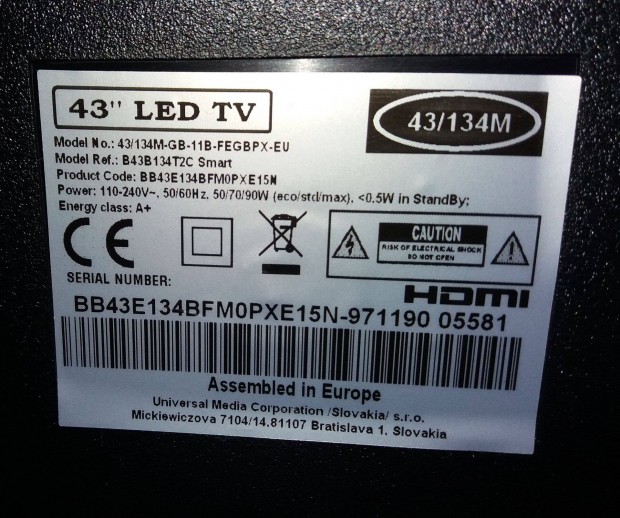 43" LED TV
43/134M
Model No.: 43/134M-GB-11B-FEGBPX-EU
Model Ref.: B43B134T2C Smart
Product Code: BB43E134BFM0PXE15N
Power: 110-240V~, 50/60Hz, 50/70/90W (eco/std/max), <0.5W in StandBy;
Energy class: A+
CE
CAUTION
RISK OF ELECTRICAL SHOCK
DO NOT OPEN
SERIAL NUMBER:
HDMI
BB43E134BFM0PXE15N-971190 05581
Assembled in Europe
Universal Media Corporation /Slovakia/ s.r.o.
Mickiewiczova 7104/14.81107 Bratislava 1. Slovakia